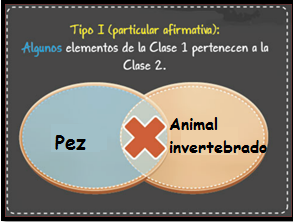 Tipo I (particular afirmativa):
Algunos elementos de la Clase 1 pertenecen a la
Clase 2.
Pez
Animal
invertebrado